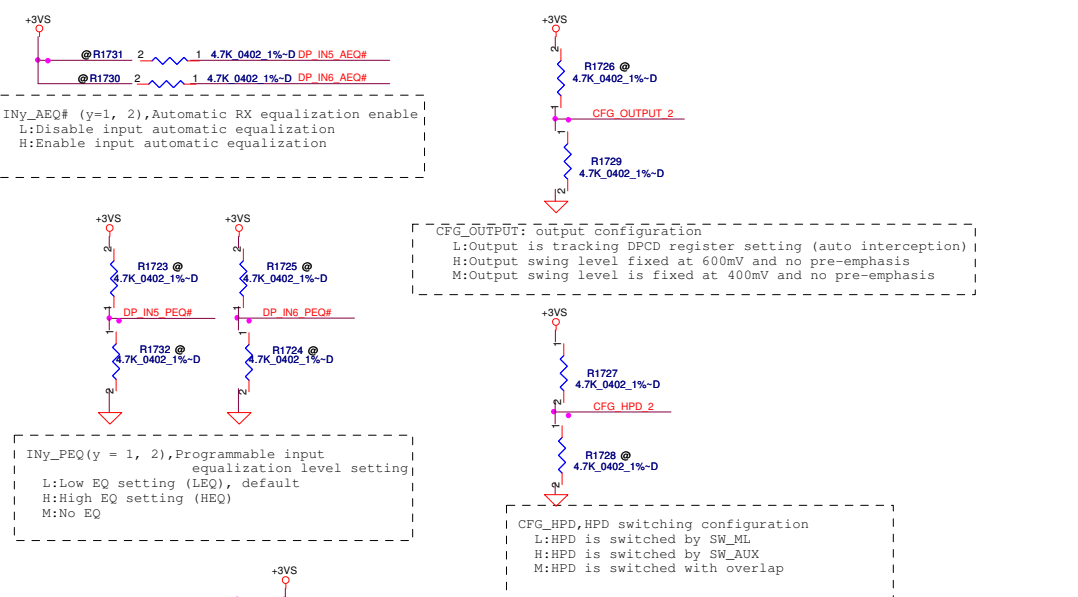 +3VS
@R1731 2 1 4.7K_0402_1%~D DP_IN5_AEQ#
@R1730 2 1 4.7K_0402_1%~D DP_IN6_AEQ#
INy_AEQ# (y=1, 2),Automatic RX equalization enable
L:Disable input automatic equalization
H:Enable input automatic equalization
+3VS
2
R1726 @
4.7K_0402_1%~D
1
CFG_OUTPUT_2
1
R1729
4.7K_0402_1%~D
2
CFG_OUTPUT: output configuration
L:Output is tracking DPCD register setting (auto interception)
H:Output swing level fixed at 600mV and no pre-emphasis
M:Output swing level is fixed at 400mV and no pre-emphasis
+3VS
2
R1723 @
4.7K_0402_1%~D
1
DP_IN5_PEQ#
1
R1732 @
4.7K_0402_1%~D
2
+3VS
2
R1725 @
4.7K_0402_1%~D
1
DP_IN6_PEQ#
1
R1724 @
4.7K_0402_1%~D
2
INy_PEQ(y = 1, 2),Programmable input
equalization level setting
L:Low EQ setting (LEQ), default
H:High EQ setting (HEQ)
M:No EQ
+3VS
1
R1727
4.7K_0402_1%~D
2
CFG_HPD_2
1
R1728 @
4.7K_0402_1%~D
2
CFG_HPD,HPD switching configuration
L:HPD is switched by SW_ML
H:HPD is switched by SW_AUX
M:HPD is switched with overlap
+3VS